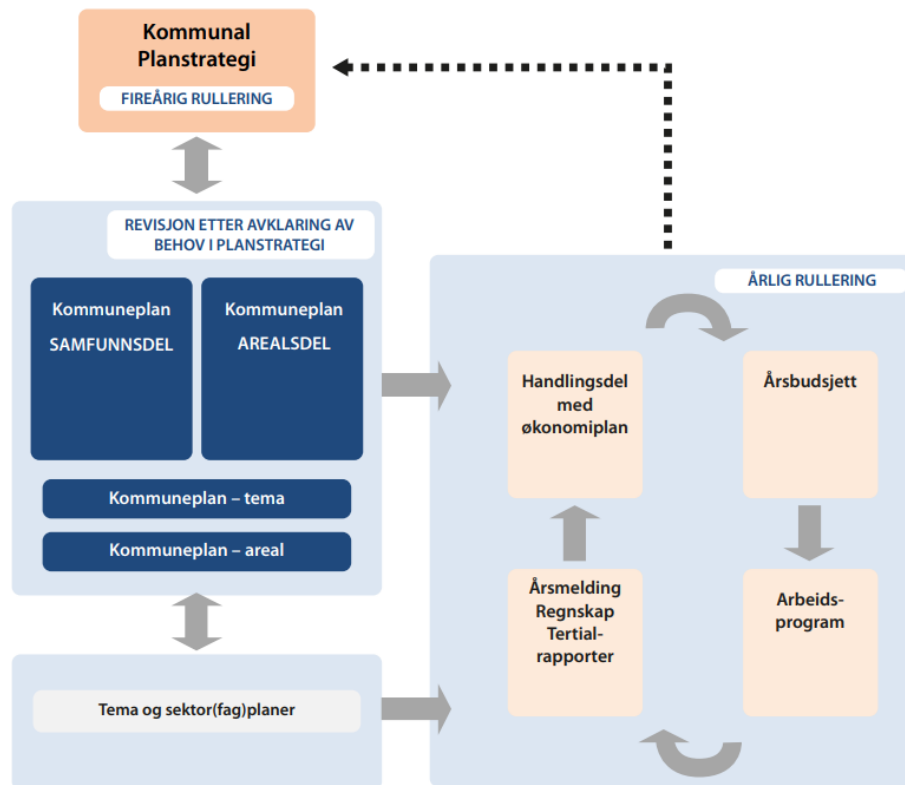 Kommunal
Planstrategi
FIREÅRIG RULLERING
REVISJON ETTER AVKLARING AV
BEHOV I PLANSTRATEGI
Kommuneplan
SAMFUNNSDEL
Kommuneplan
AREALSDEL
Kommuneplan – tema
Kommuneplan – areal
Tema og sektor(fag)planer
ÅRLIG RULLERING
Handlingsdel
med
økonomiplan
Årsbudsjett
Årsmelding
Regnskap
Tertial-
rapporter
Arbeids-
program